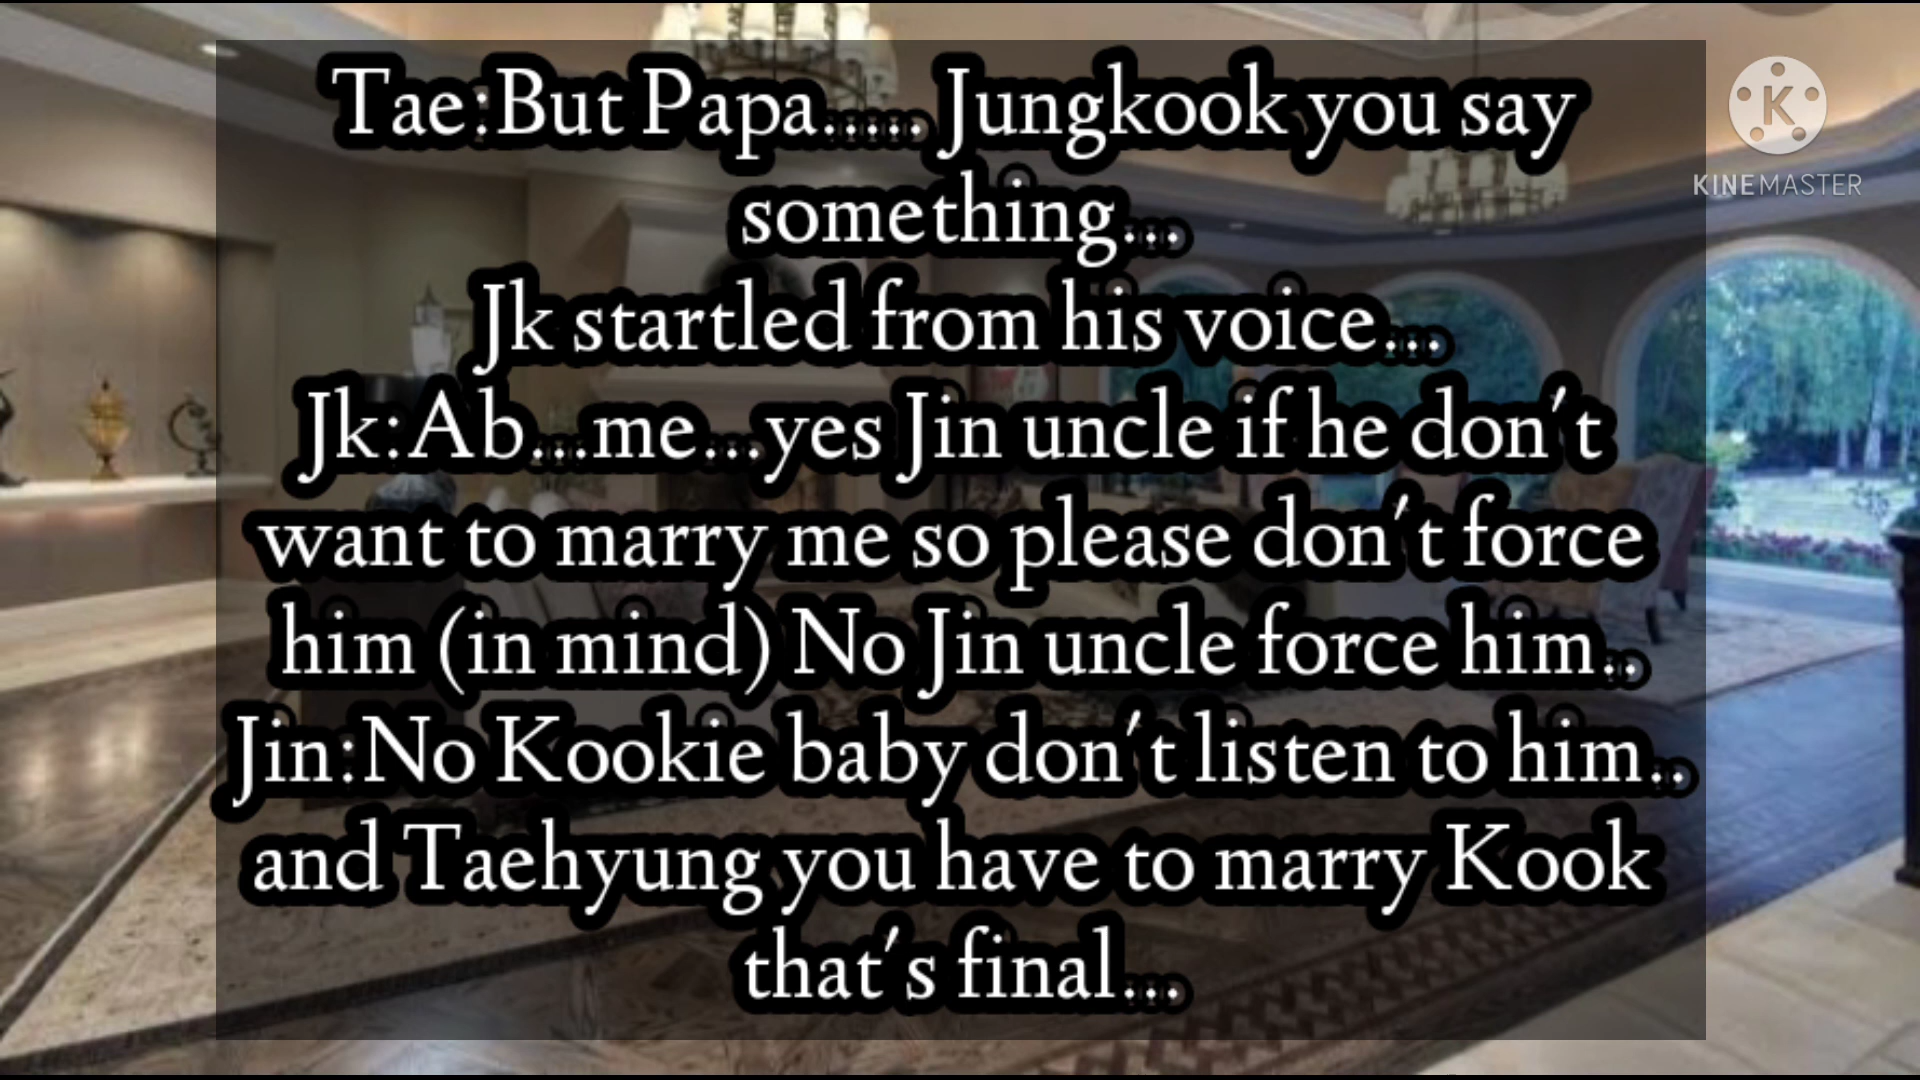 Tae:But Papa..... Jungkook you say
something...
Jk startled from his voice...
Jk:Ab...me...yes Jin uncle if he don't
want to marry me so please don't force
him (in mind) No Jin uncle force him..
Jin:No Kookie baby don't listen to him..
and Taehyung you have to marry Kook
that's final...
K
KINEMASTER